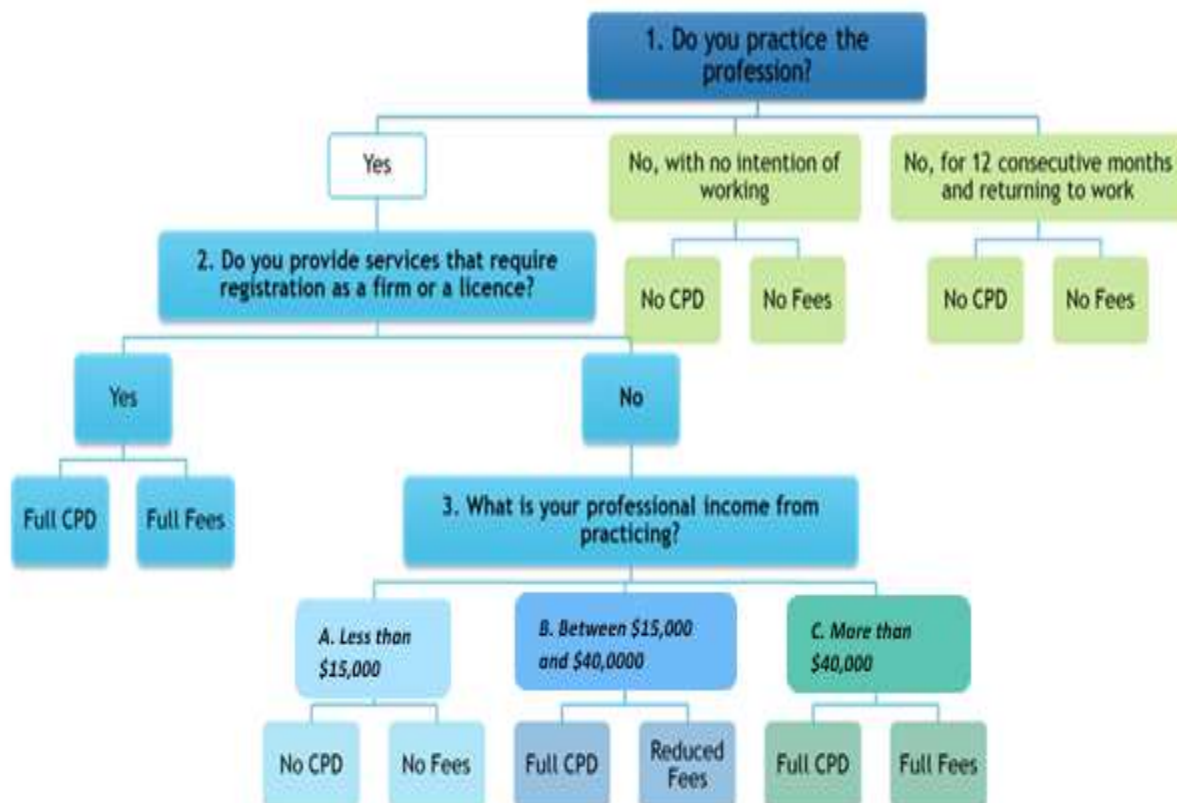 1. Do you practice the
profession?
Yes
No, with no intention of
working
No, for 12 consecutive months
and returning to work
2. Do you provide services that require
registration as a firm or a licence?
No CPD
No Fees
No CPD
No Fees
Yes
No
Full CPD
Full Fees
3. What is your professional income from
practicing?
A. Less than
$15,000
B. Between $15,000
and $40,0000
C. More than
$40,000
No CPD
No Fees
Full CPD
Reduced
Fees
Full CPD
Full Fees